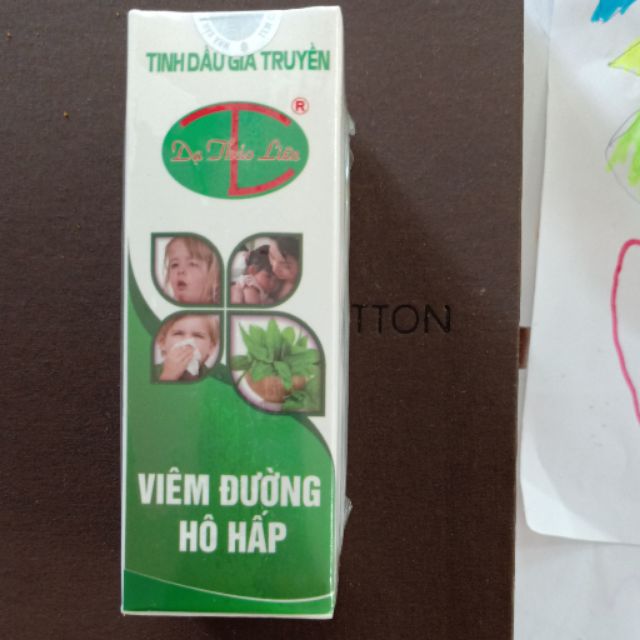 TINH DẦU GIA TRUYỀN
®
Dạ Thảo Liên
VIÊM ĐƯỜNG
HÔ HẤP
TTON